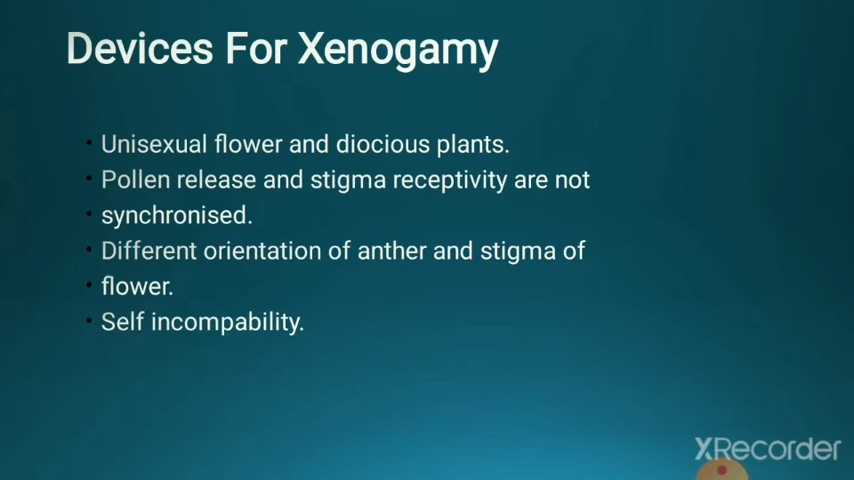 Devices For Xenogamy
• Unisexual flower and diocious plants.
• Pollen release and stigma receptivity are not
• synchronised.
• Different orientation of anther and stigma of
• flower.
• Self incompability.
XRecorder